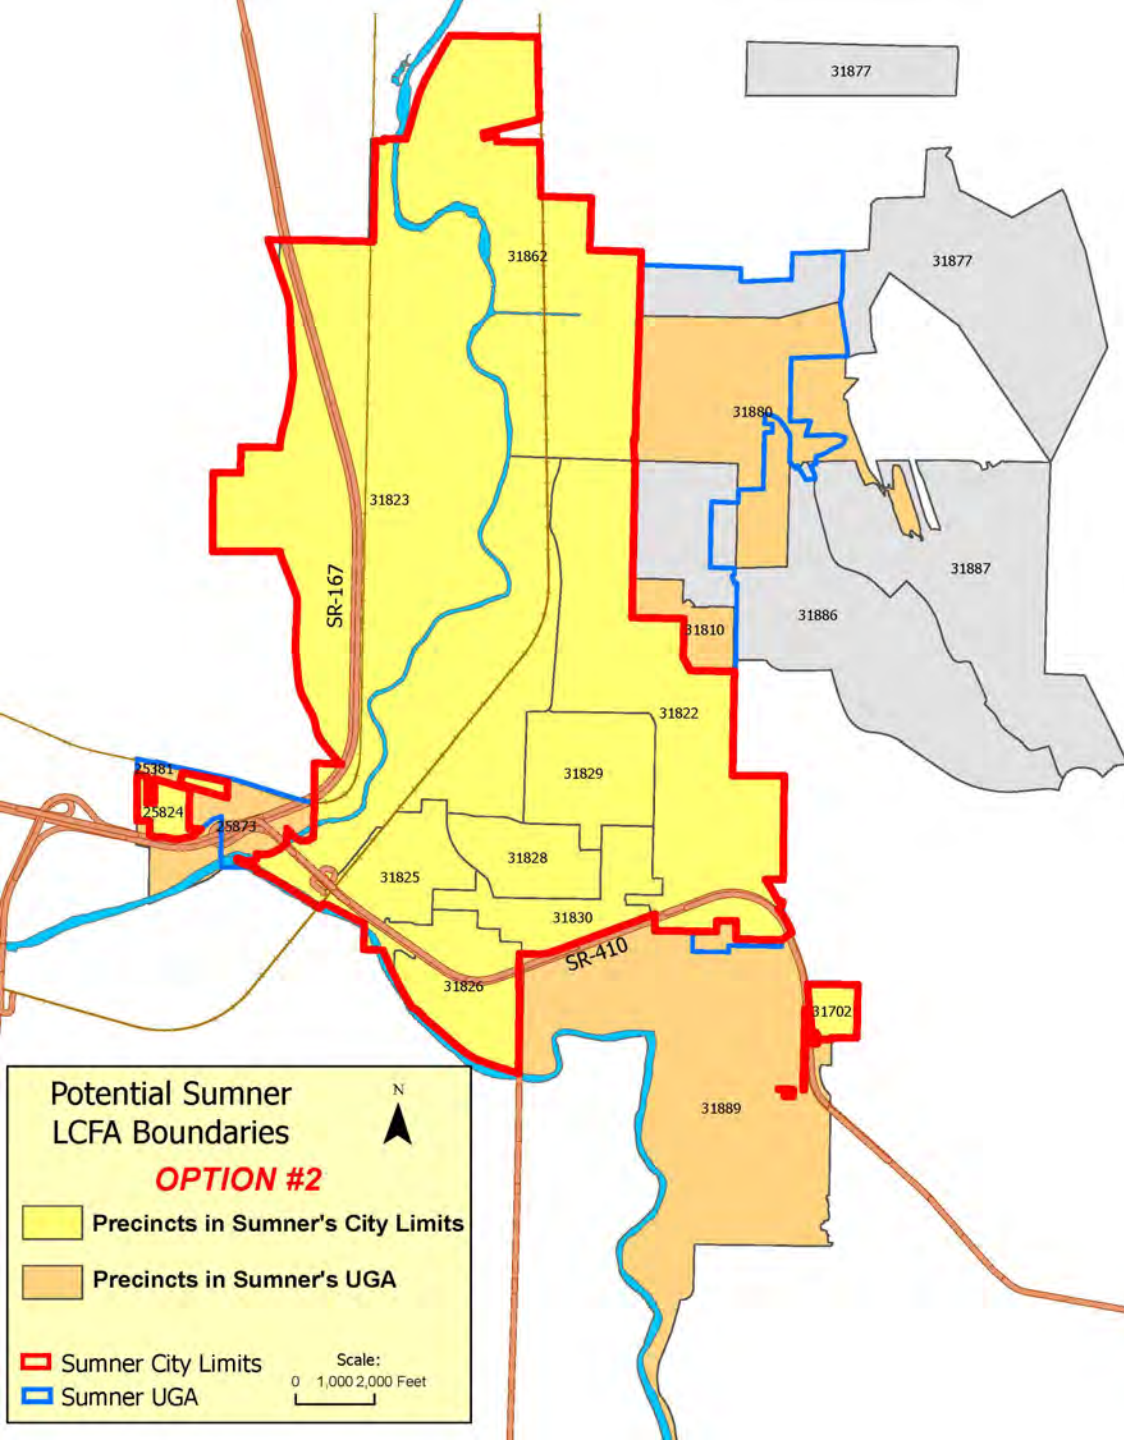 31877
31877
31862
31880
31823
SR-167
31887
31886
31810
31822
25381
31829
25824
25873
31828
31825
31830
SR-410
31826
31702
31889
Potential Sumner
LCFA Boundaries
N
OPTION #2
Precincts in Sumner's City Limits
Precincts in Sumner's UGA
Sumner City Limits
Sumner UGA
Scale:
0 1,000 2,000 Feet